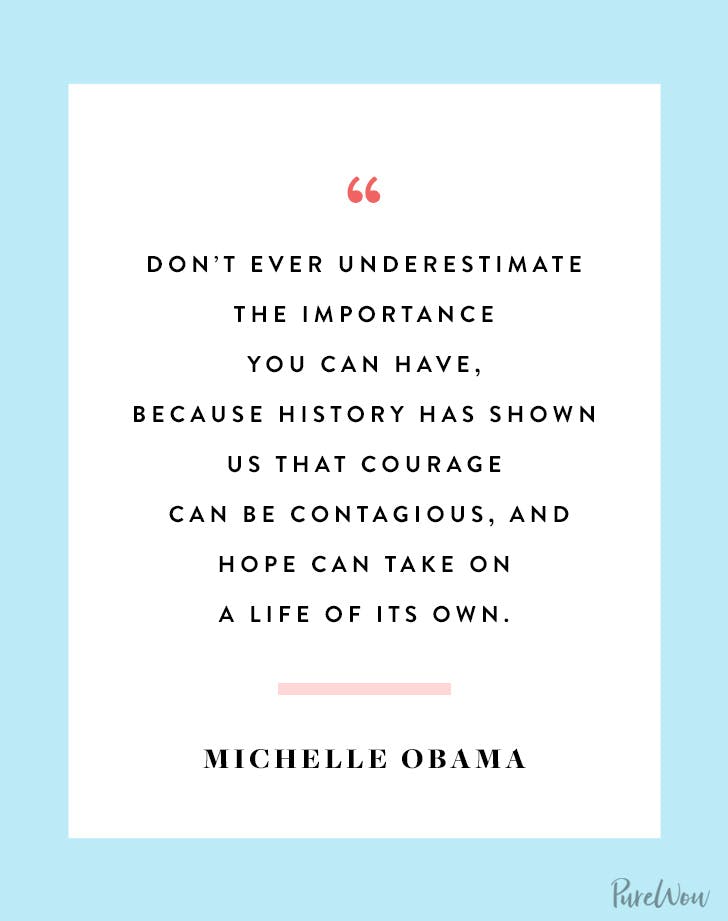 “
DON’T EVER UNDERESTIMATE
THE IMPORTANCE
YOU CAN HAVE,
BECAUSE HISTORY HAS SHOWN
US THAT COURAGE
CAN BE CONTAGIOUS, AND
HOPE CAN TAKE ON
A LIFE OF ITS OWN.
MICHELLE OBAMA
PureWow